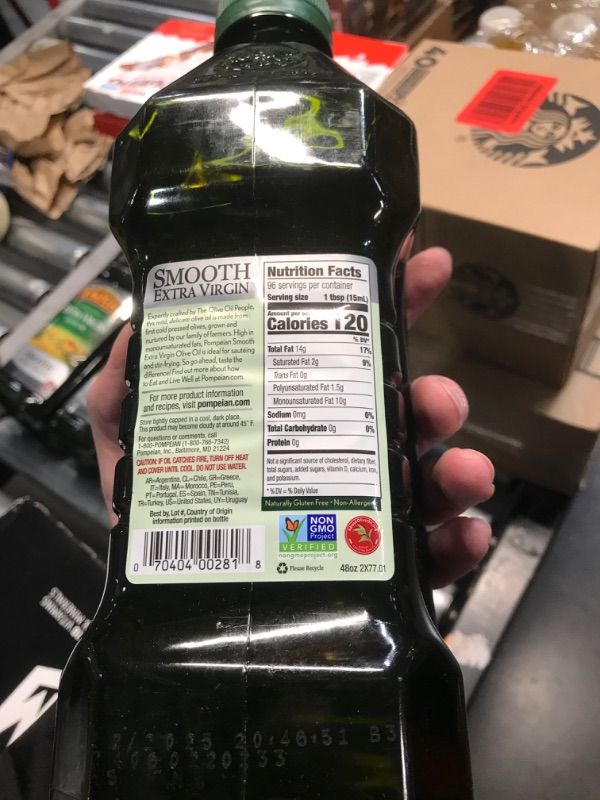 SMOOTH
EXTRA VIRGIN
Expertly crafted by The Olive Oil People,
this mild, delicate olive oil is made from
first cold pressed olives, grown and
nurtured by our family of farmers. High in
monounsaturated fats, Pompeian Smooth
Extra Virgin Olive Oil is ideal for sautéing
and stir-frying. So go ahead, taste the
difference! Find out more about how
to Eat and Live Well at Pompeian.com.
For more product information
and recipes, visit pompeian.com
Store tightly capped in a cool, dark place.
This product may become cloudy at around 45° F.
For questions or comments, call
1-800-POMPEIAN (1-800-766-7342)
Pompeian, Inc., Baltimore, MD 21224
CAUTION: IF OIL CATCHES FIRE, TURN OFF HEAT
AND COVER UNTIL COOL. DO NOT USE WATER.
AR=Argentina, CL=Chile, GR=Greece,
IT=Italy, MA=Morocco, PE=Peru,
PT=Portugal, ES=Spain, TN=Tunisia,
TR=Turkey, US=United States, UY=Uruguay
Best by, Lot #, Country of Origin
information printed on bottle
0 70404 00281 8
Nutrition Facts
96 servings per container
Serving size 1 tbsp (15mL)
Amount per
Calories 120
% DV*
Total Fat 14g 17%
Saturated Fat 2g 9%
Trans Fat 0g
Polyunsaturated Fat 1.5g
Monounsaturated Fat 10g
Sodium 0mg 0%
Total Carbohydrate 0g 0%
Protein 0g
Not a significant source of cholesterol, dietary fiber,
total sugars, added sugars, vitamin D, calcium, iron,
and potassium.
*%DV = % Daily Value
Naturally Gluten Free • Non-Allergen
NON
GMO
Project
VERIFIED
nongmoproject.org
Please Recycle
48oz 2X77.01
20:46:51 B3
40